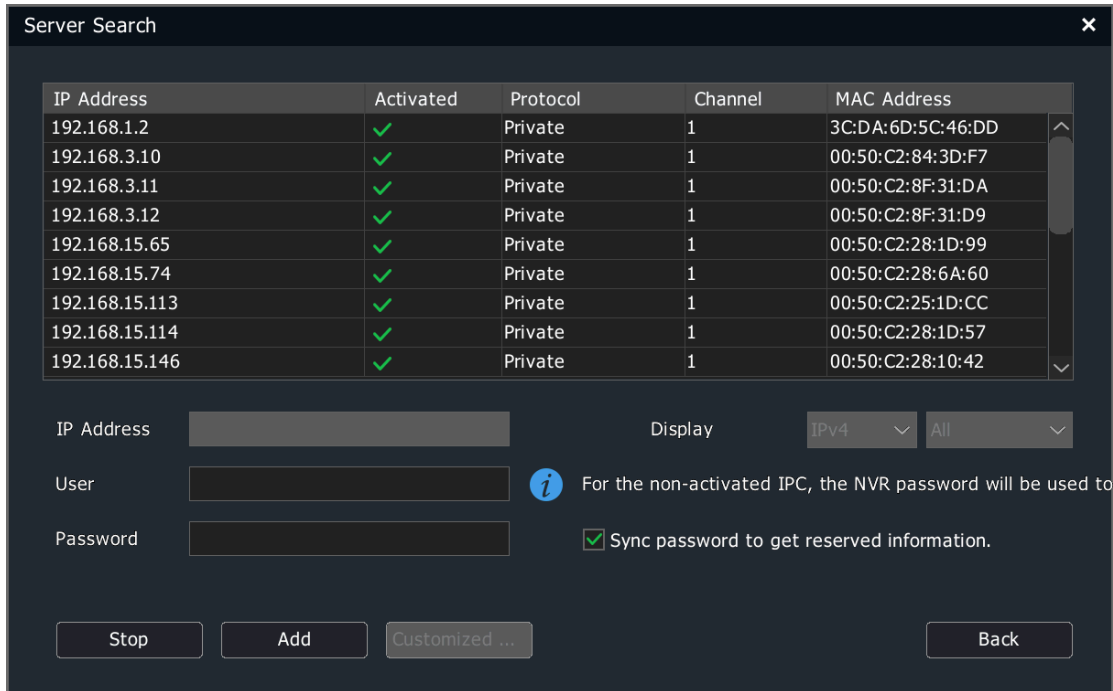 Server Search
IP Address Activated Protocol Channel MAC Address
192.168.1.2 Private 1 3C:DA:6D:5C:46:DD
192.168.3.10 Private 1 00:50:C2:84:3D:F7
192.168.3.11 Private 1 00:50:C2:8F:31:DA
192.168.3.12 Private 1 00:50:C2:8F:31:D9
192.168.15.65 Private 1 00:50:C2:28:1D:99
192.168.15.74 Private 1 00:50:C2:28:6A:60
192.168.15.113 Private 1 00:50:C2:25:1D:CC
192.168.15.114 Private 1 00:50:C2:28:1D:57
192.168.15.146 Private 1 00:50:C2:28:10:42
IP Address Display IPv4 All
User For the non-activated IPC, the NVR password will be used to
Password Sync password to get reserved information.
Stop Add Customized ... Back